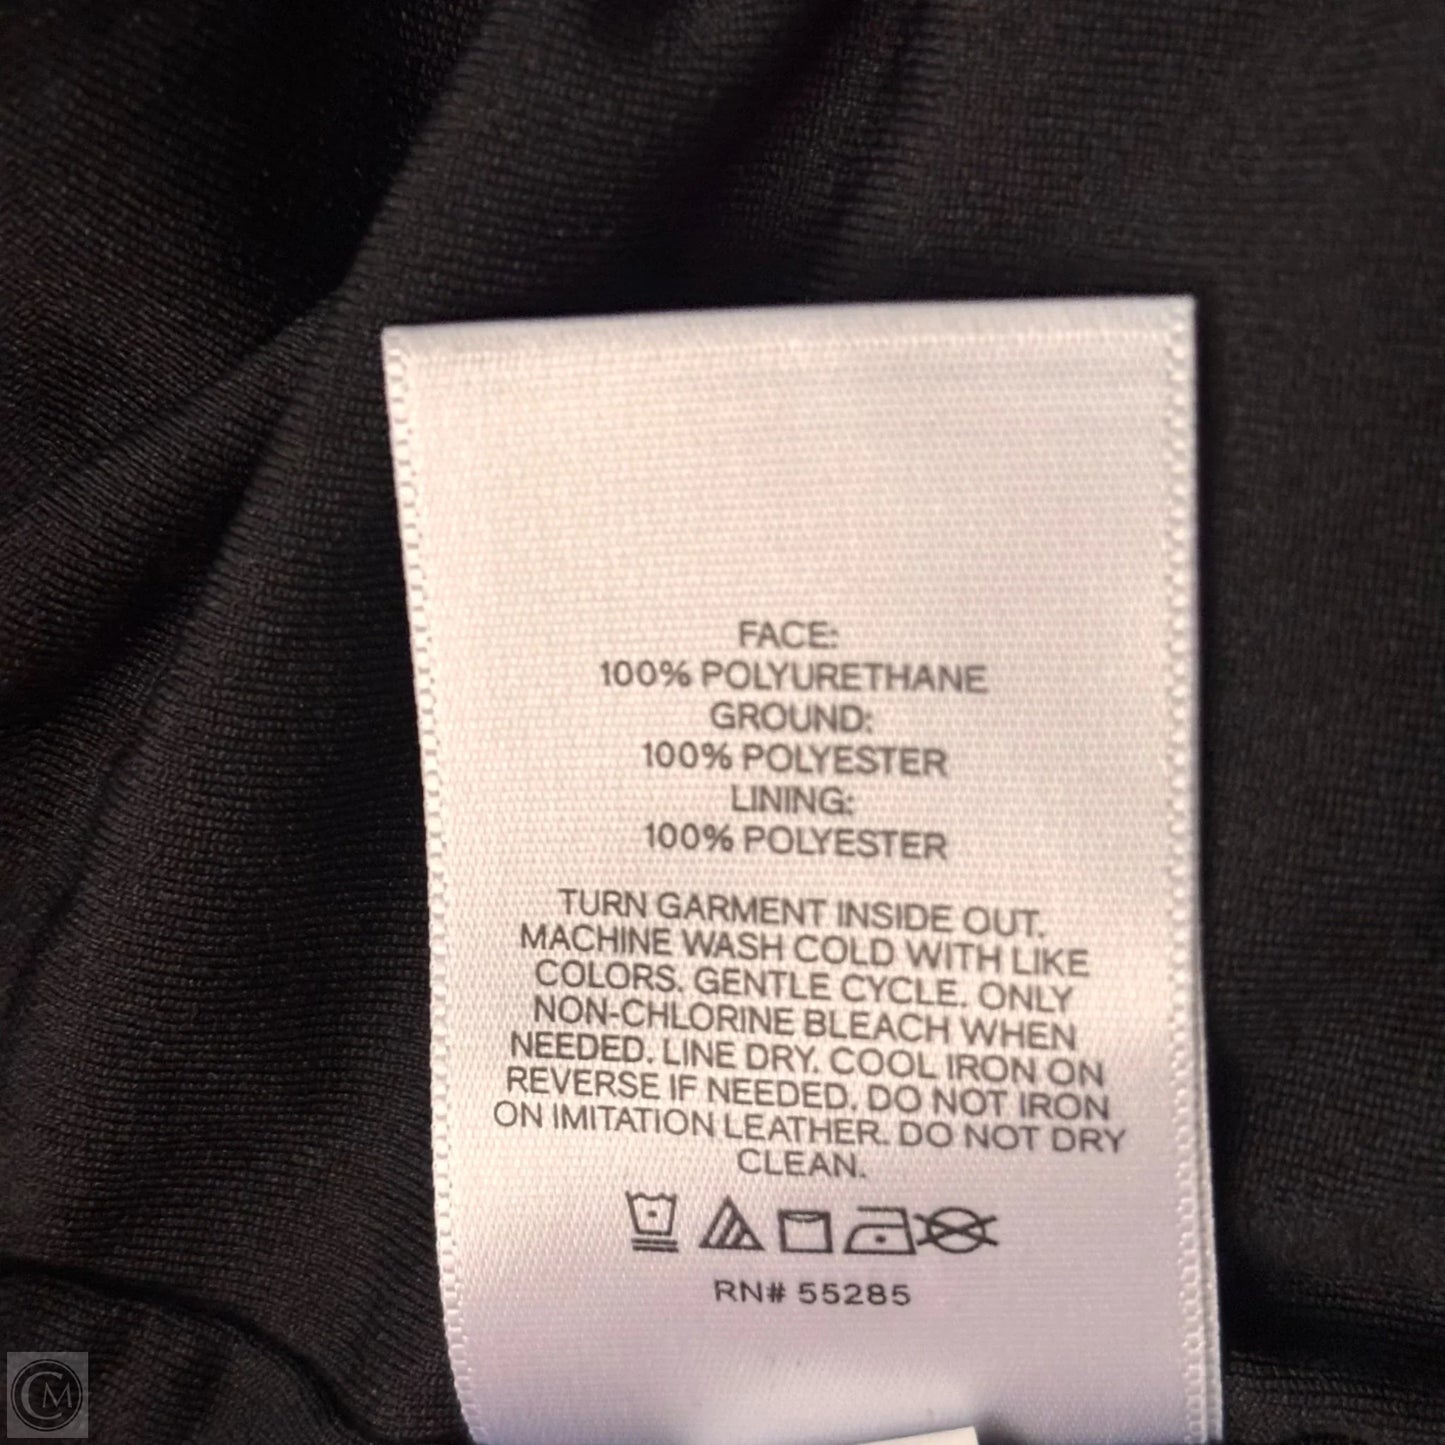 FACE:
100% POLYURETHANE
GROUND:
100% POLYESTER
LINING:
100% POLYESTER
TURN GARMENT INSIDE OUT.
MACHINE WASH COLD WITH LIKE
COLORS. GENTLE CYCLE. ONLY
NON-CHLORINE BLEACH WHEN
NEEDED. LINE DRY. COOL IRON ON
REVERSE IF NEEDED. DO NOT IRON
ON IMITATION LEATHER. DO NOT DRY
CLEAN.
RN# 55285
CM